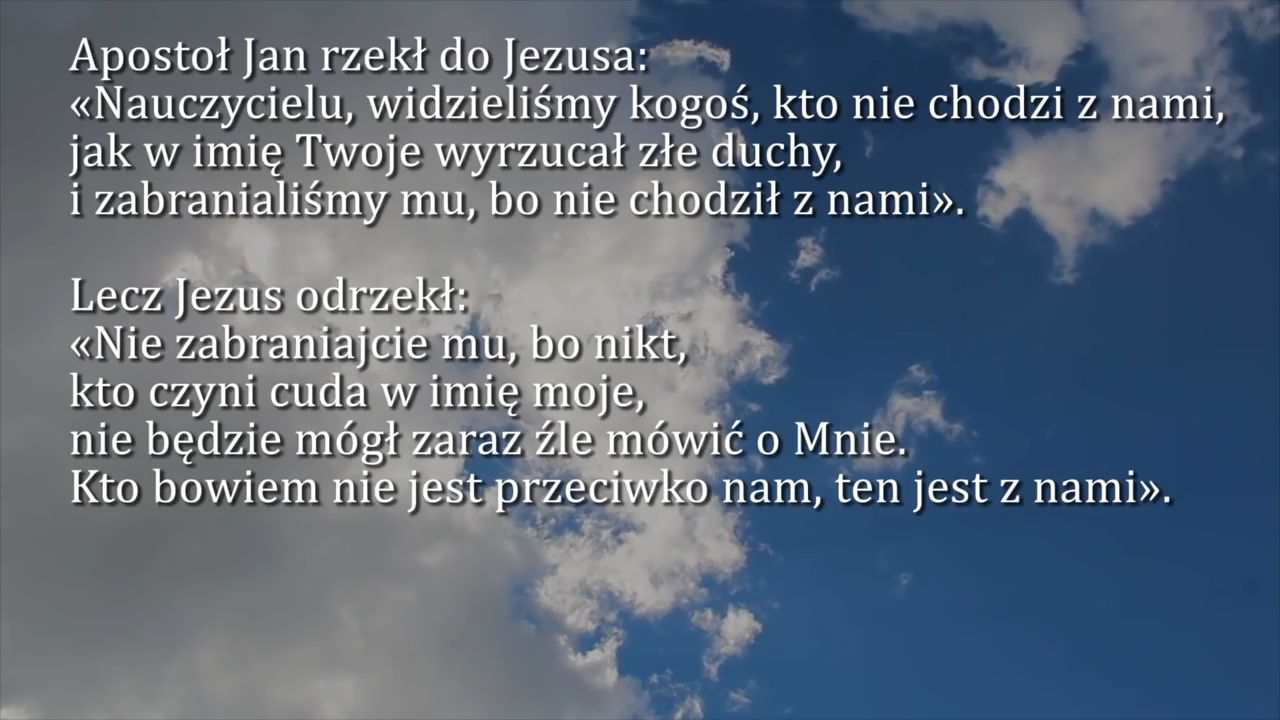 Apostoł Jan rzekł do Jezusa:
«Nauczycielu, widzieliśmy kogoś, kto nie chodzi z nami,
jak w imię Twoje wyrzucał złe duchy,
i zabranialiśmy mu, bo nie chodził z nami».
Lecz Jezus odrzekł:
«Nie zabraniajcie mu, bo nikt,
kto czyni cuda w imię moje,
nie będzie mógł zaraz źle mówić o Mnie.
Kto bowiem nie jest przeciwko nam, ten jest z nami».